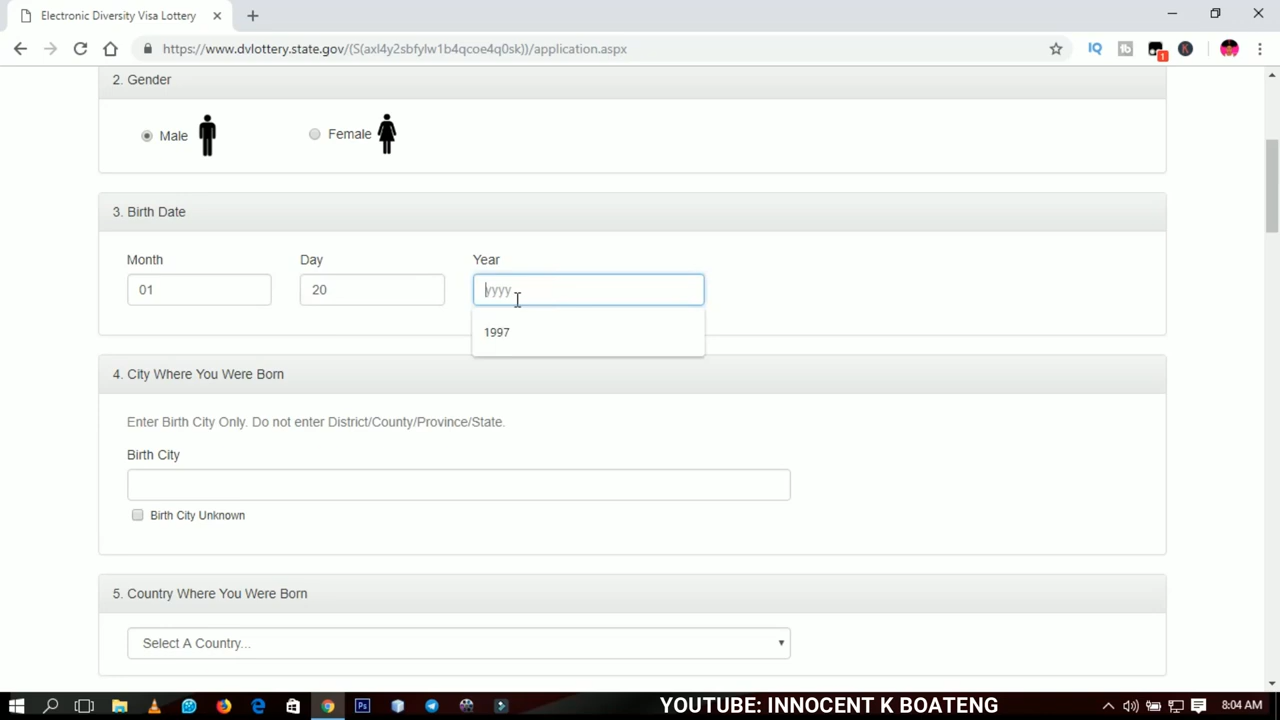 Electronic Diversity Visa Lottery
https://www.dvlottery.state.gov/(S(axl4y2sbfylw1b4qcoe4q0sk))/application.aspx
2. Gender
Male
Female
3. Birth Date
Month
Day
Year
01
20
yyyy
1997
4. City Where You Were Born
Enter Birth City Only. Do not enter District/County/Province/State.
Birth City
Birth City Unknown
5. Country Where You Were Born
Select A Country...
YOUTUBE: INNOCENT K BOATENG
8:04 AM